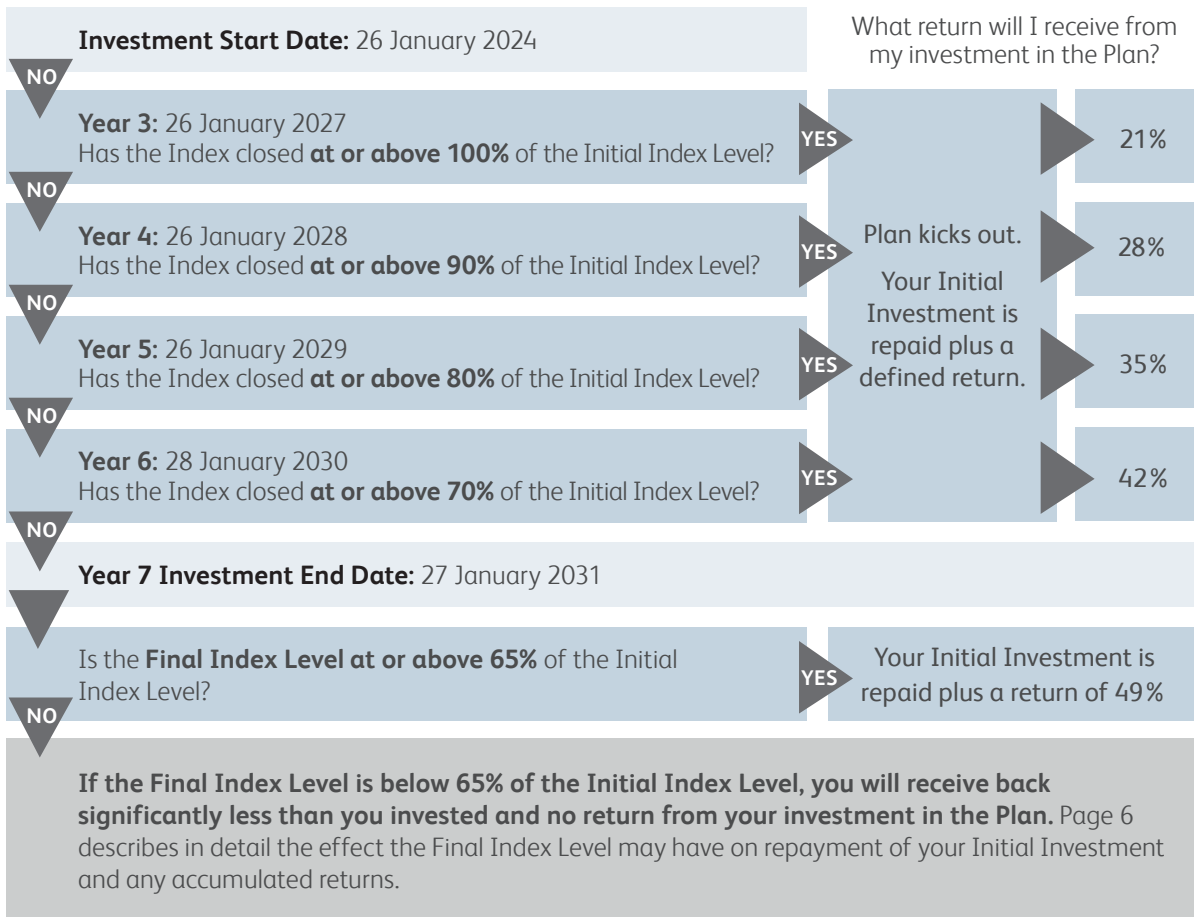 Investment Start Date: 26 January 2024
What return will I receive from
my investment in the Plan?
NO
Year 3: 26 January 2027
Has the Index closed at or above 100% of the Initial Index Level?
YES
21%
NO
Year 4: 26 January 2028
Has the Index closed at or above 90% of the Initial Index Level?
YES
28%
NO
Year 5: 26 January 2029
Has the Index closed at or above 80% of the Initial Index Level?
YES
35%
NO
Year 6: 28 January 2030
Has the Index closed at or above 70% of the Initial Index Level?
YES
42%
Plan kicks out.
Your Initial
Investment is
repaid plus a
defined return.
NO
Year 7 Investment End Date: 27 January 2031
Is the Final Index Level at or above 65% of the Initial
Index Level?
YES
Your Initial Investment is
repaid plus a return of 49%
NO
If the Final Index Level is below 65% of the Initial Index Level, you will receive back
significantly less than you invested and no return from your investment in the Plan. Page 6
describes in detail the effect the Final Index Level may have on repayment of your Initial Investment
and any accumulated returns.